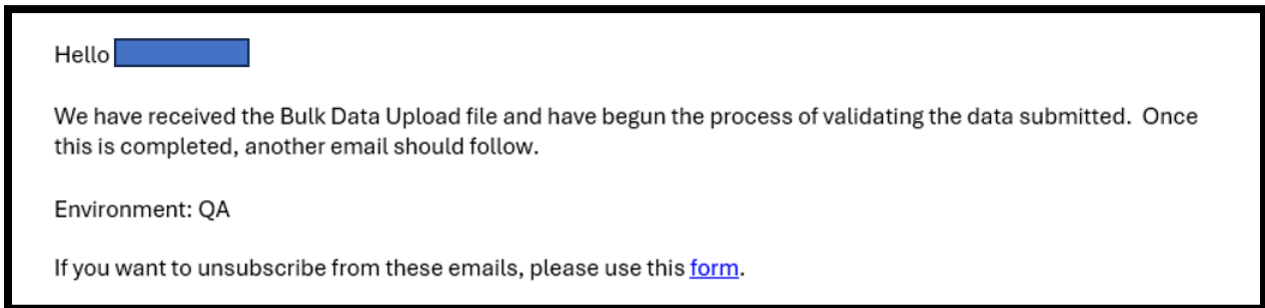 Hello
We have received the Bulk Data Upload file and have begun the process of validating the data submitted.  Once
this is completed, another email should follow.
Environment: QA
If you want to unsubscribe from these emails, please use this form.